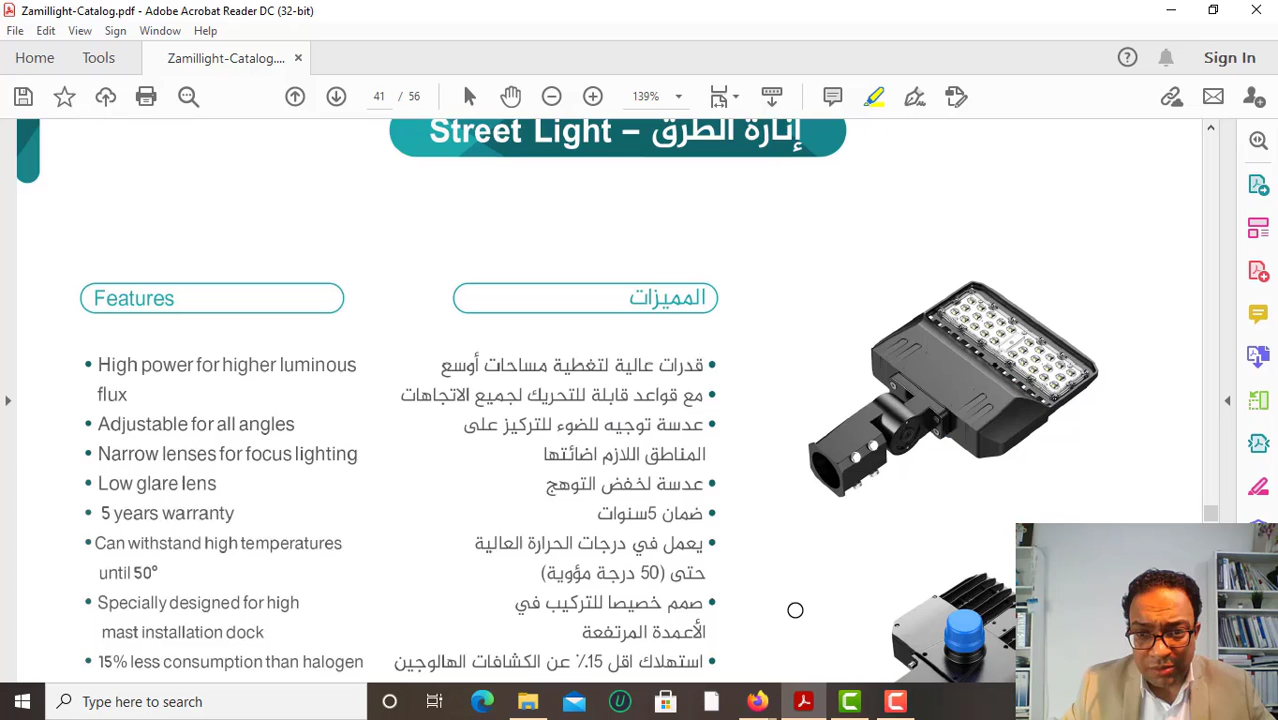 Zamillight-Catalog.pdf - Adobe Acrobat Reader DC (32-bit)
File Edit View Sign Window Help
Home Tools Zamillight-Catalog.... × Sign In
41 / 56 139%
Street Light – إنارة الطرق
Features
High power for higher luminous
flux
Adjustable for all angles
Narrow lenses for focus lighting
Low glare lens
5 years warranty
Can withstand high temperatures
until 50°
Specially designed for high
mast installation dock
15% less consumption than halogen
المميزات
قدرات عالية لتغطية مساحات أوسع
مع قواعد قابلة للتحريك لجميع الاتجاهات
عدسة توجيه للضوء للتركيز على
المناطق اللازم اضائتها
عدسة لخفض التوهج
ضمان 5سنوات
يعمل في درجات الحرارة العالية
حتى (50 درجة مؤوية)
صمم خصيصا للتركيب في
الأعمدة المرتفعة
استهلاك اقل 15٪ عن الكشافات الهالوجين
Type here to search